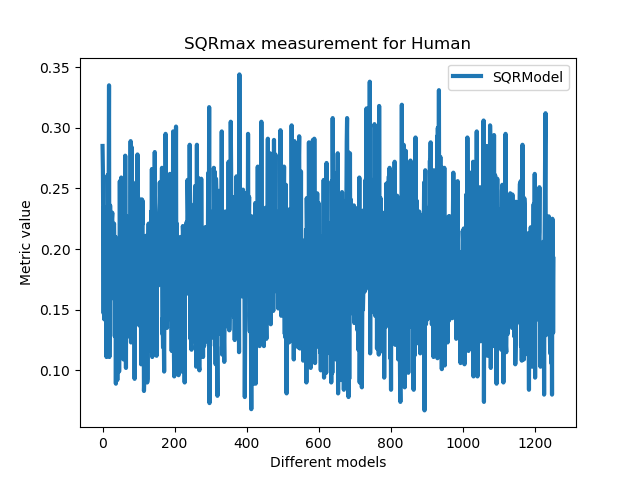 SQRmax measurement for Human
SQRModel
Metric value
0.35
0.30
0.25
0.20
0.15
0.10
0 200 400 600 800 1000 1200
Different models